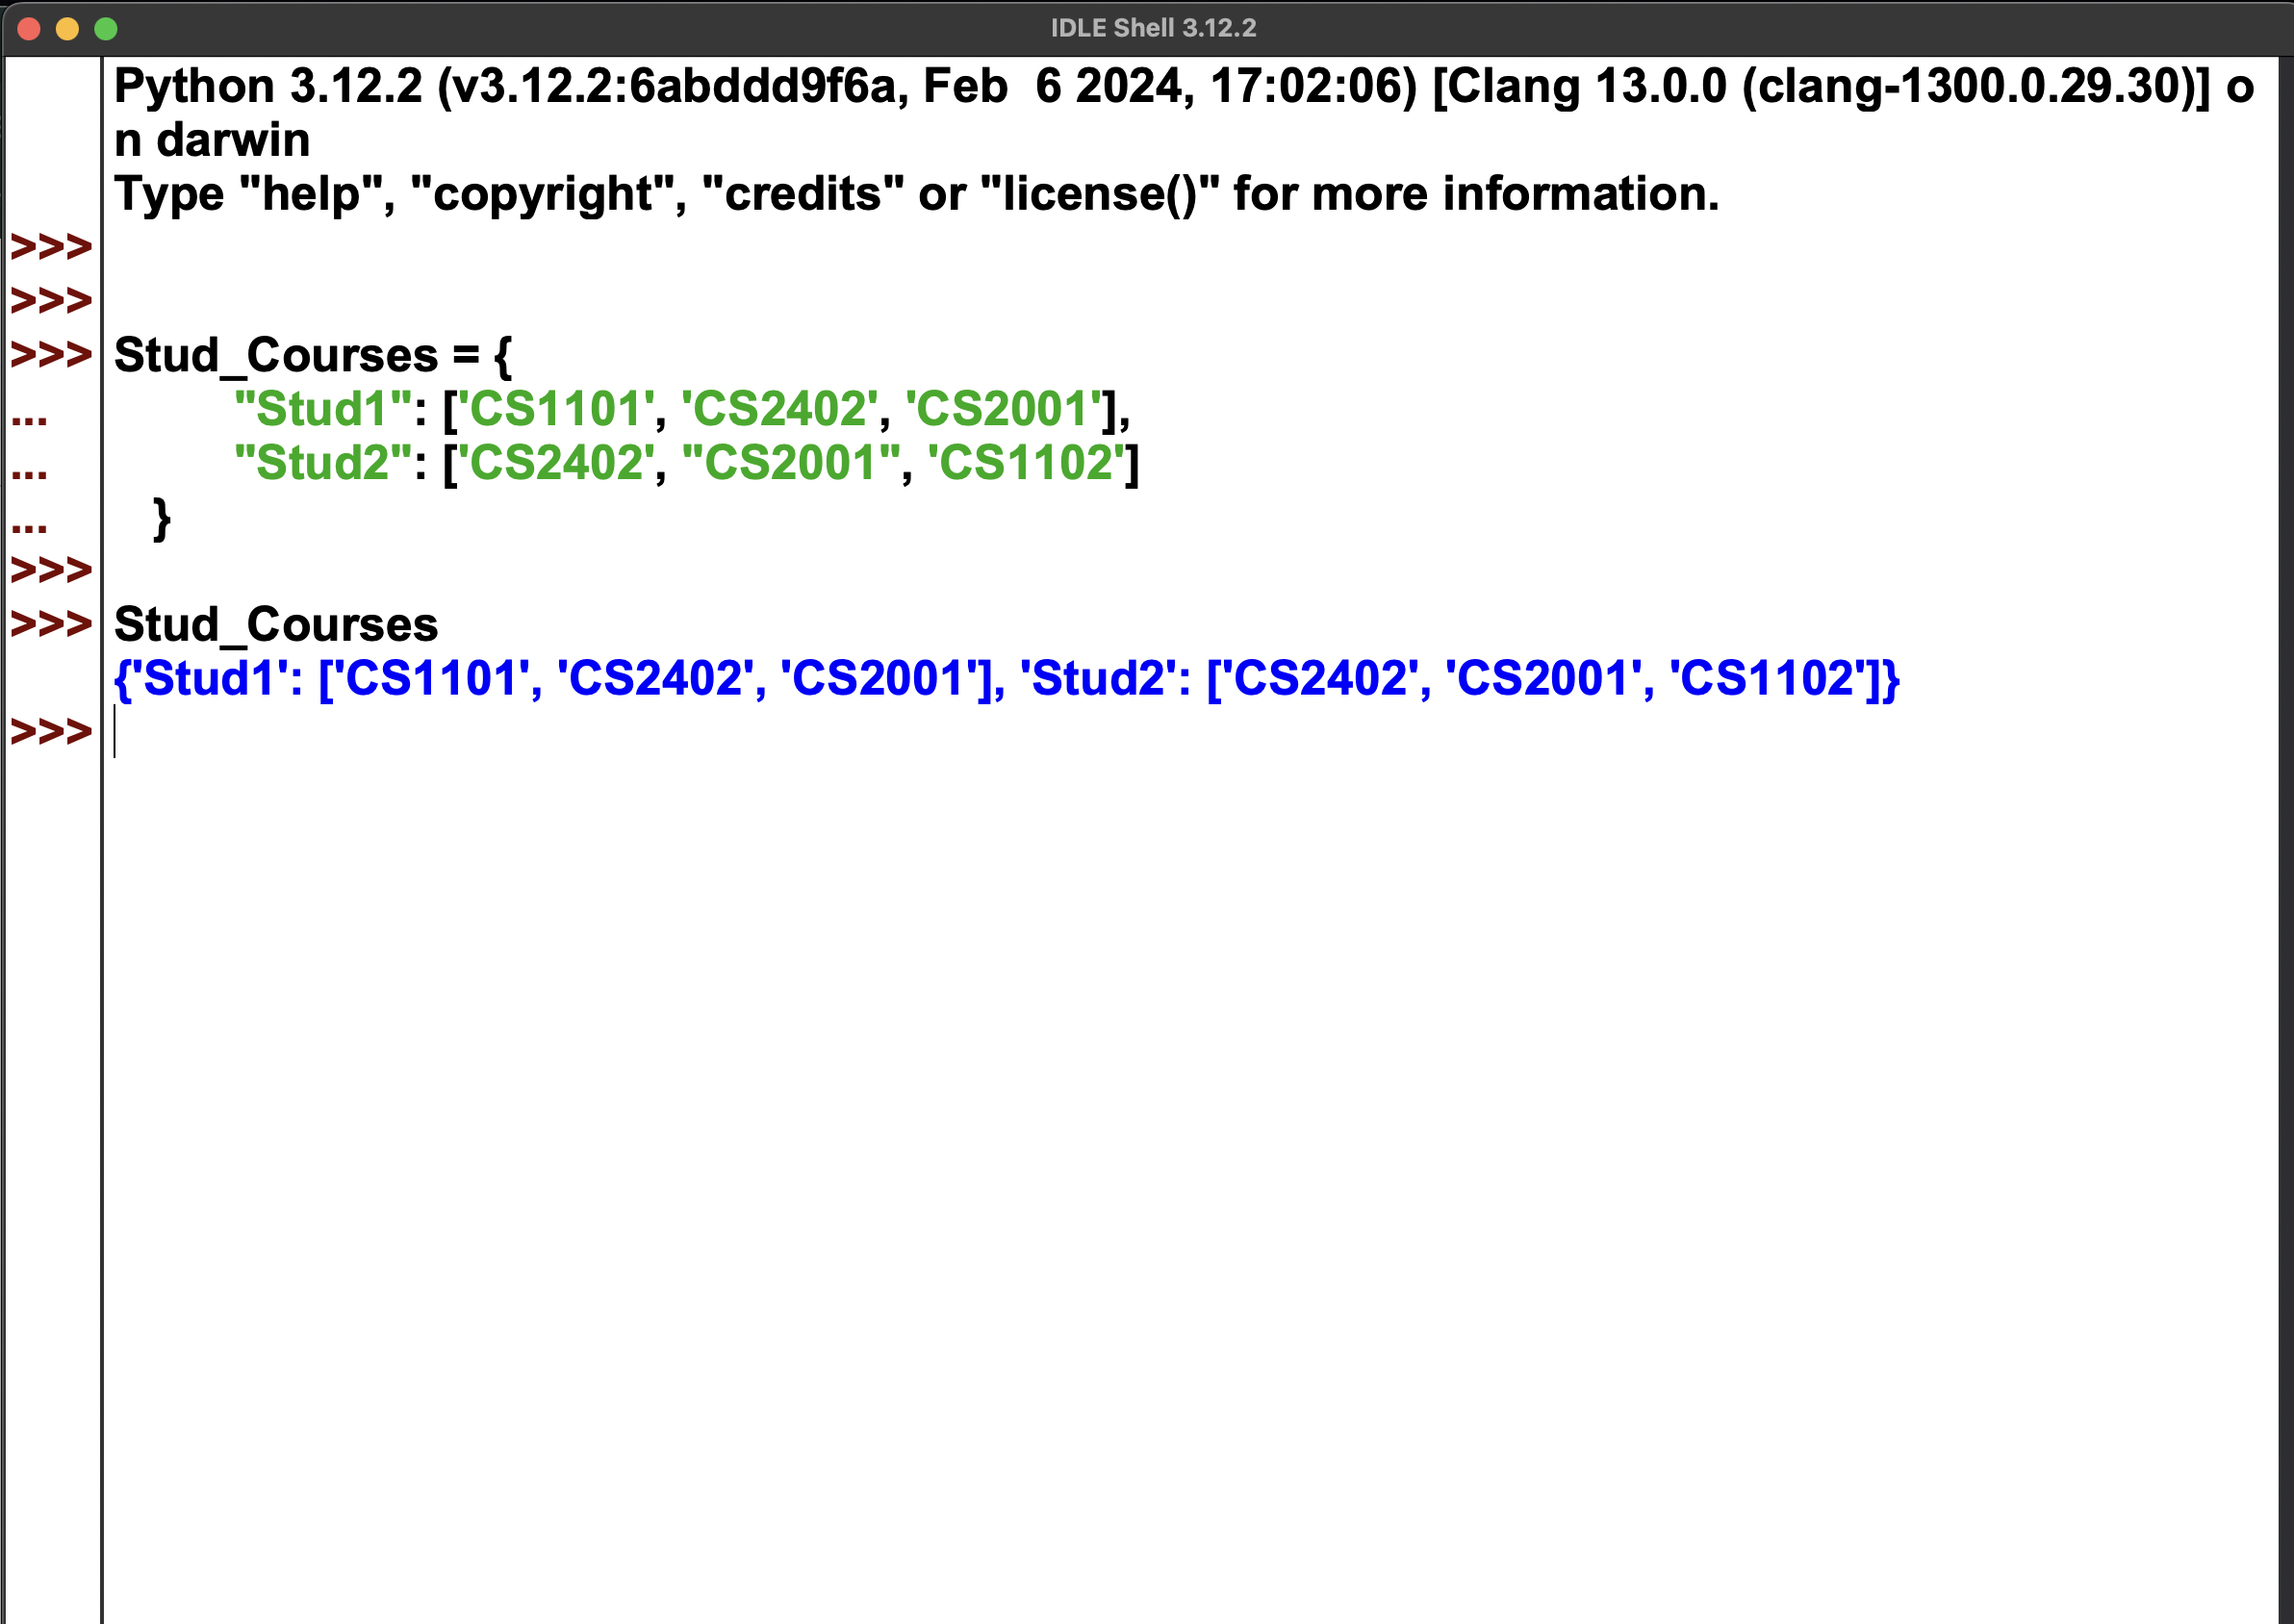 IDLE Shell 3.12.2
Python 3.12.2 (v3.12.2:6abddd9f6a, Feb  6 2024, 17:02:06) [Clang 13.0.0 (clang-1300.0.29.30)] o
n darwin
Type "help", "copyright", "credits" or "license()" for more information.
>>>
>>>
>>> Stud_Courses = {
...         "Stud1": ['CS1101', 'CS2402', 'CS2001'],
...         "Stud2": ['CS2402', "CS2001", 'CS1102']
...    }
>>>
>>> Stud_Courses
{'Stud1': ['CS1101', 'CS2402', 'CS2001'], 'Stud2': ['CS2402', 'CS2001', 'CS1102']}
>>>